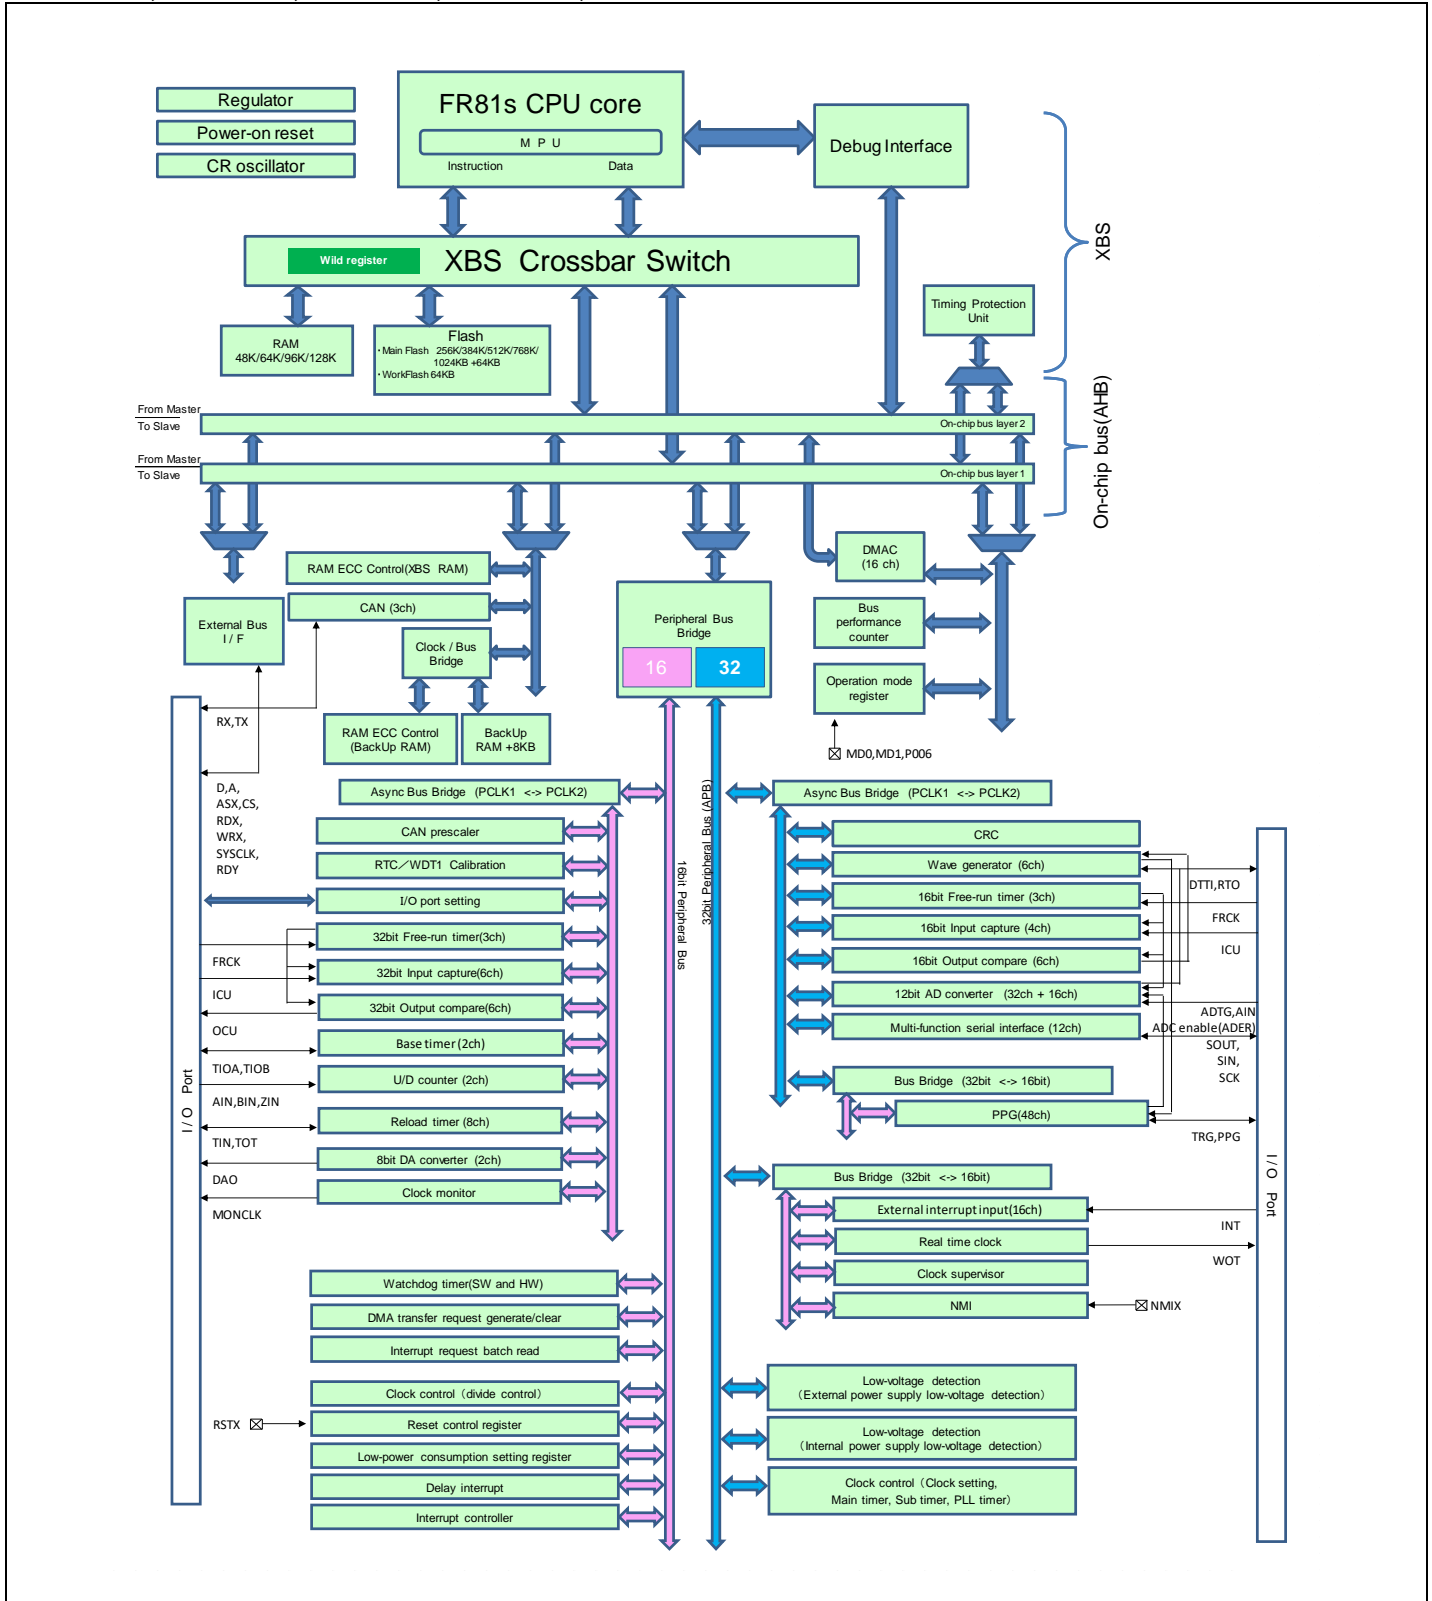 Regulator
Power-on reset
CR oscillator
FR81s CPU core
M P U
Instruction
Data
Debug Interface
XBS
Wild register
XBS Crossbar Switch
Timing Protection
Unit
RAM
48K/64K/96K/128K
Flash
・Main Flash 256K/384K/512K/768K/
1024KB +64KB
・WorkFlash 64KB
On-chip bus(AHB)
From Master
To Slave
On-chip bus layer 2
From Master
To Slave
On-chip bus layer 1
RAM ECC Control(XBS RAM)
CAN (3ch)
External Bus
I / F
Clock / Bus
Bridge
RAM ECC Control
(BackUp RAM)
BackUp
RAM +8KB
Peripheral Bus
Bridge
16
32
DMAC
(16 ch)
Bus
performance
counter
Operation mode
register
MD0,MD1,P006
RX,TX
D,A,
ASX,CS,
RDX,
WRX,
SYSCLK,
RDY
I / O Port
16bit Peripheral Bus
32bit Peripheral Bus (APB)
Async Bus Bridge (PCLK1 <-> PCLK2)
CAN prescaler
RTC／WDT1 Calibration
I/O port setting
32bit Free-run timer(3ch)
FRCK
32bit Input capture(6ch)
ICU
32bit Output compare(6ch)
OCU
Base timer (2ch)
TIOA,TIOB
U/D counter (2ch)
AIN,BIN,ZIN
Reload timer (8ch)
TIN,TOT
8bit DA converter (2ch)
DAO
Clock monitor
MONCLK
Watchdog timer(SW and HW)
DMA transfer request generate/clear
Interrupt request batch read
Clock control（divide control）
RSTX
Reset control register
Low-power consumption setting register
Delay interrupt
Interrupt controller
Async Bus Bridge (PCLK1 <-> PCLK2)
CRC
Wave generator (6ch)
DTTI,RTO
16bit Free-run timer (3ch)
FRCK
16bit Input capture (4ch)
ICU
16bit Output compare (6ch)
12bit AD converter (32ch + 16ch)
ADTG,AIN
ADC enable(ADER)
Multi-function serial interface (12ch)
SOUT,
SIN,
SCK
Bus Bridge (32bit <-> 16bit)
PPG(48ch)
TRG,PPG
I / O Port
Bus Bridge (32bit <-> 16bit)
External interrupt input(16ch)
INT
Real time clock
WOT
Clock supervisor
NMI
NMIX
Low-voltage detection
（External power supply low-voltage detection）
Low-voltage detection
（Internal power supply low-voltage detection）
Clock control（Clock setting,
Main timer, Sub timer, PLL timer）